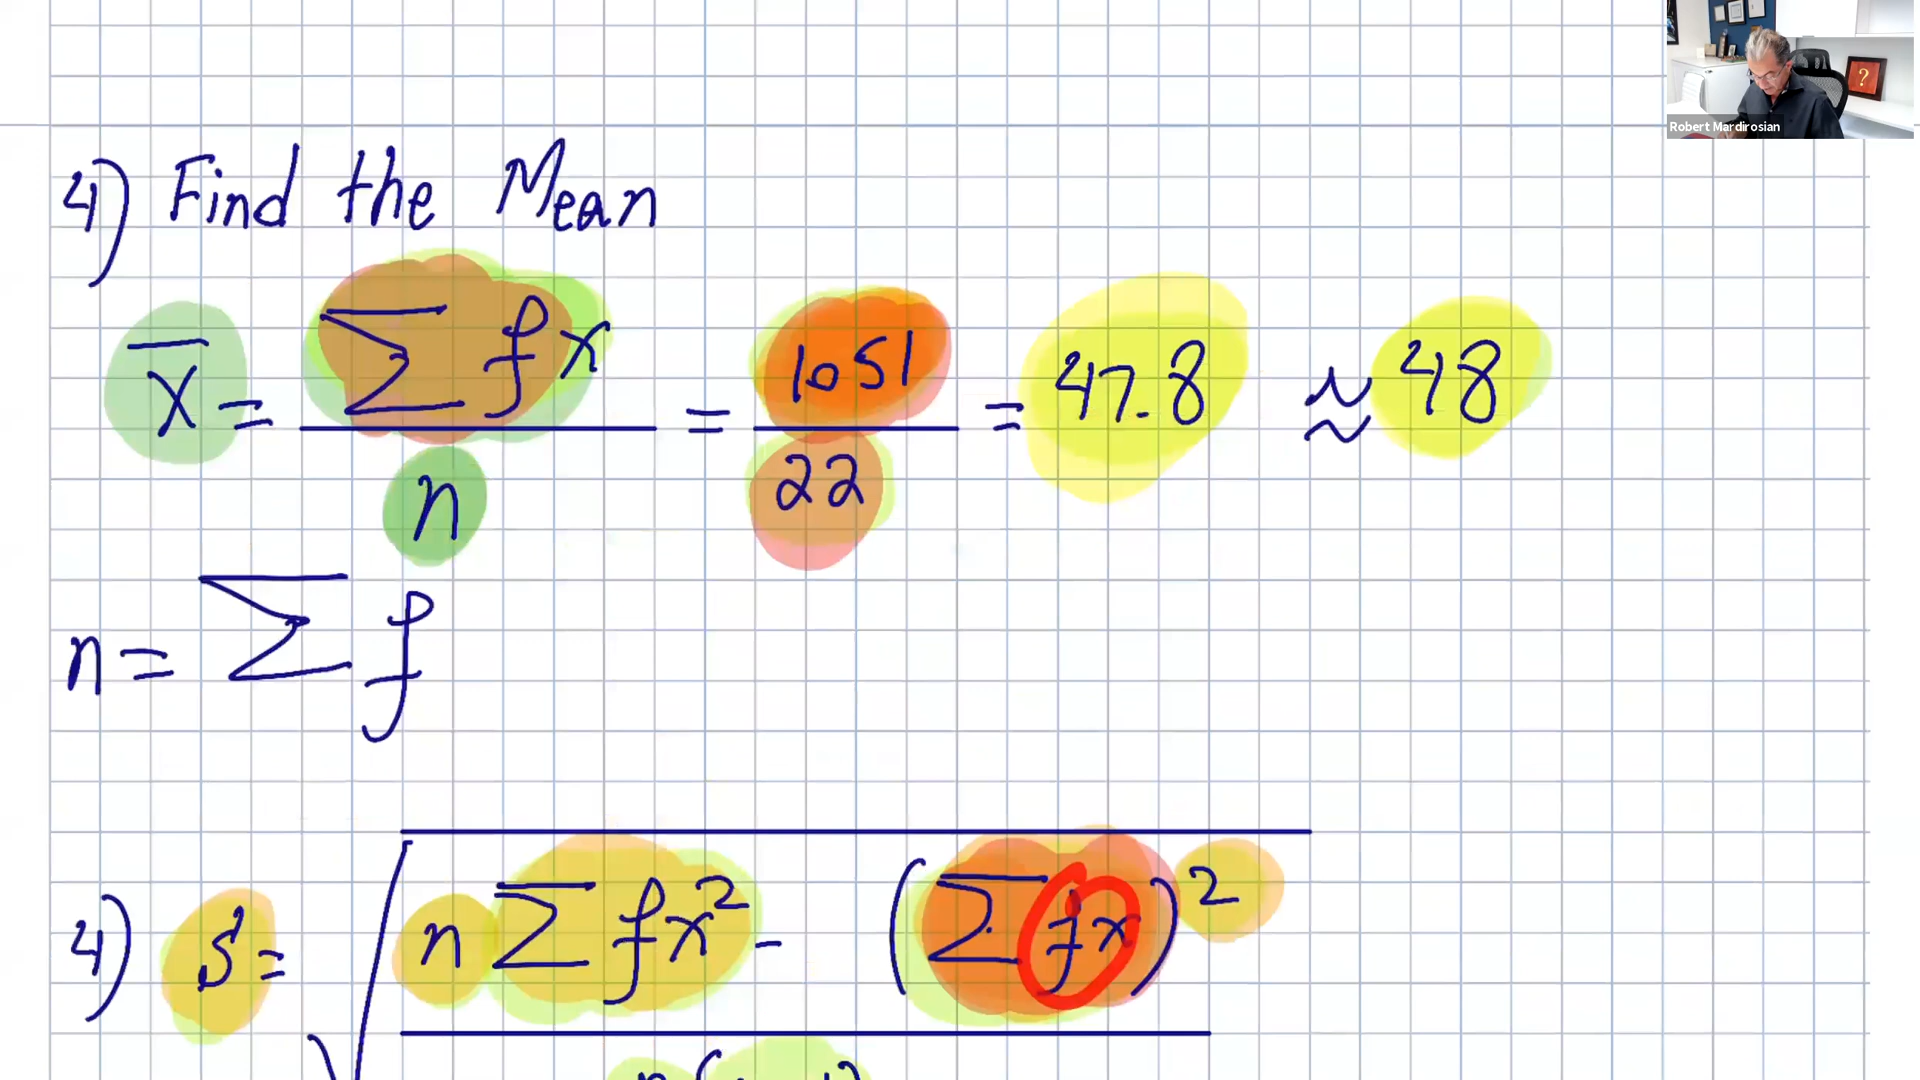 Robert Mardirosian
?
4) Find the Mean
x̄ = Σfx / n = 1051 / 22 = 47.8 ≈ 48
n = Σf
4) s = √ nΣfx² - (Σfx)²